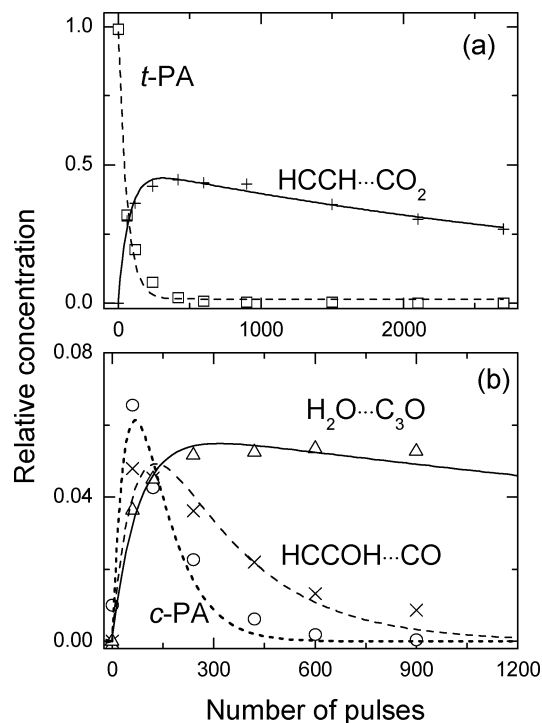 (a)
1.0
t-PA
0.5
HCCH···CO₂
0.0
0 1000 2000
Relative concentration
(b)
0.08
H₂O···C₃O
0.04
HCCOH···CO
c-PA
0.00
0 300 600 900 1200
Number of pulses